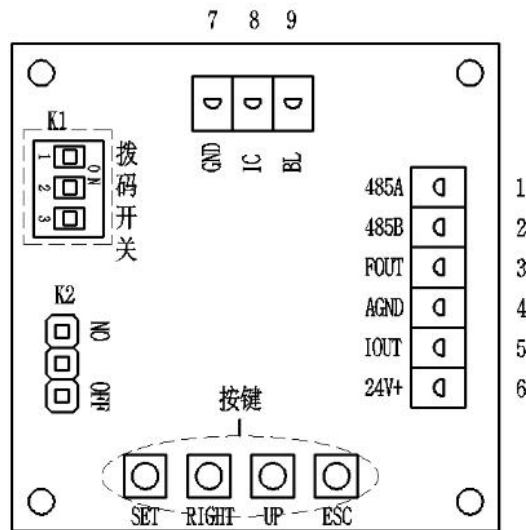 7 8 9
GND IC BL
K1
1 2 3
ON
拨码开关
485A 1
485B 2
FOUT 3
AGND 4
IOUT 5
24V+ 6
K2
ON
OFF
按键
SET RIGHT UP ESC